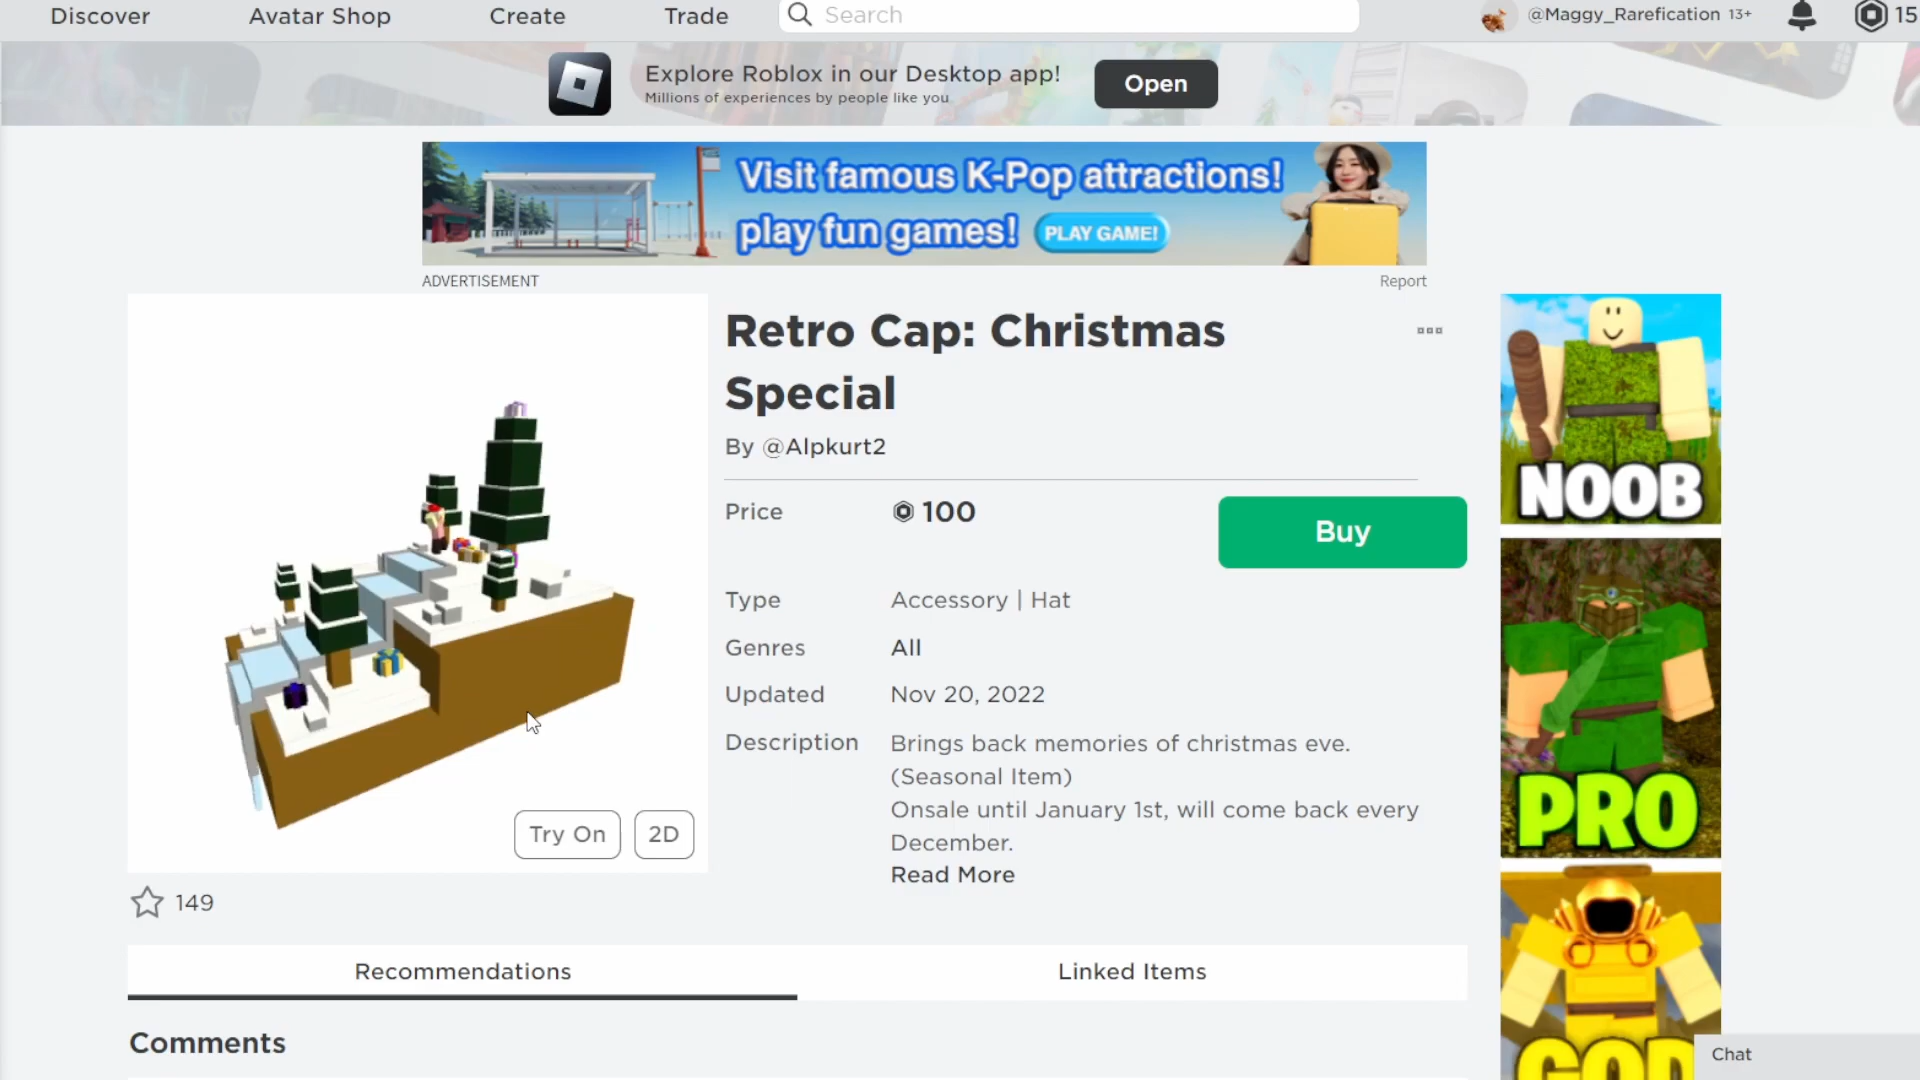 Discover
Avatar Shop
Create
Trade
Search
@Maggy_Rarefication 13+
15
Explore Roblox in our Desktop app!
Millions of experiences by people like you
Open
Visit famous K-Pop attractions!
play fun games!
PLAY GAME!
ADVERTISEMENT
Report
Retro Cap: Christmas
Special
By @Alpkurt2
Price
100
Buy
Type
Accessory | Hat
Genres
All
Updated
Nov 20, 2022
Description
Brings back memories of christmas eve.
(Seasonal Item)
Onsale until January 1st, will come back every
December.
Read More
Try On
2D
149
NOOB
PRO
GOD
Recommendations
Linked Items
Comments
Chat